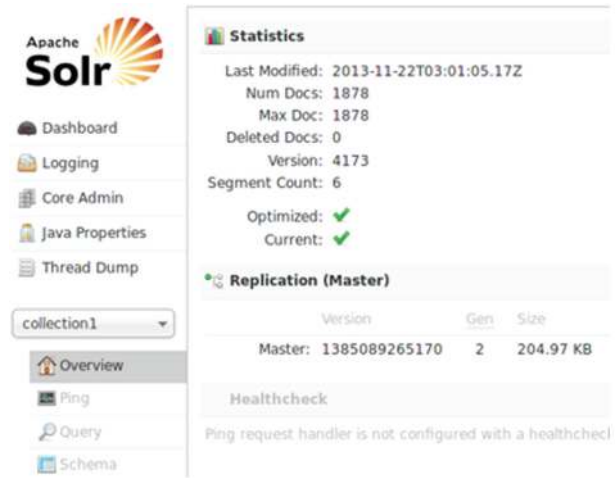 Apache
Solr
Dashboard
Logging
Core Admin
Java Properties
Thread Dump
collection1
Overview
Ping
Query
Schema
Statistics
Last Modified: 2013-11-22T03:01:05.17Z
Num Docs: 1878
Max Doc: 1878
Deleted Docs: 0
Version: 4173
Segment Count: 6
Optimized:
Current:
Replication (Master)
Version Gen Size
Master: 1385089265170 2 204.97 KB
Healthcheck
Ping request handler is not configured with a healthcheck